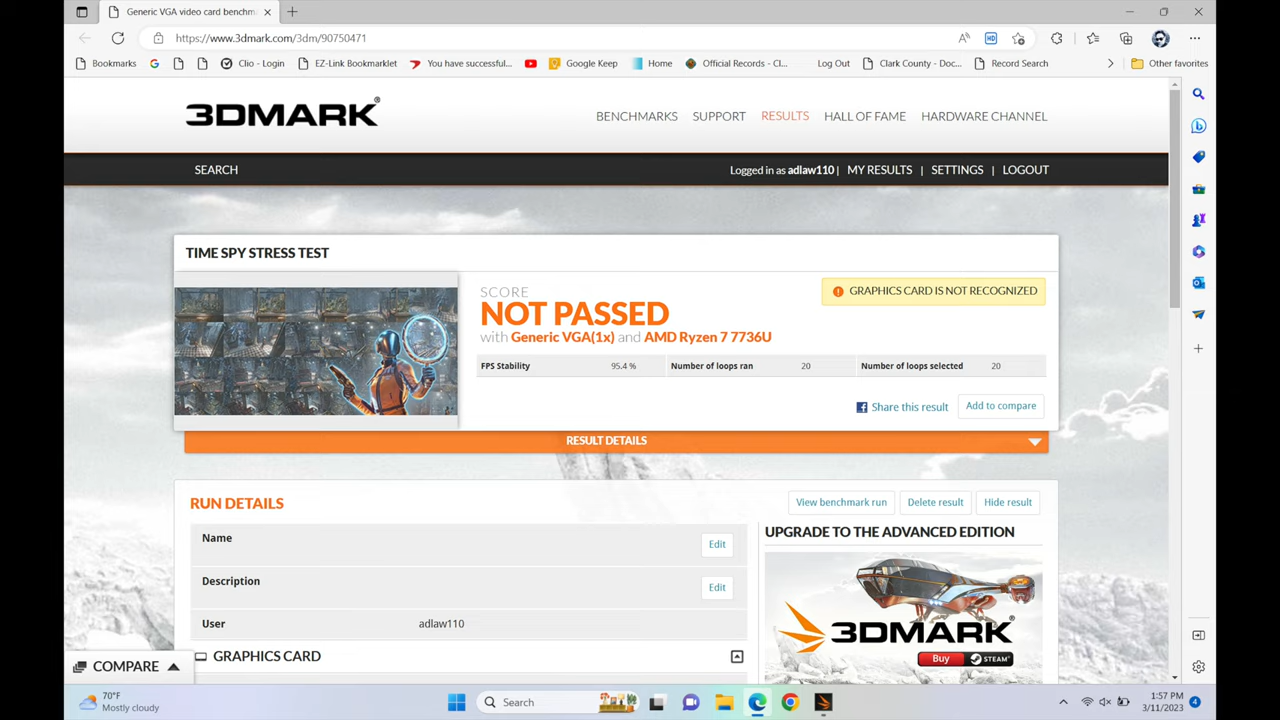 Generic VGA video card benchm
https://www.3dmark.com/3dm/90750471
Bookmarks
Clio - Login
EZ-Link Bookmarklet
You have successful...
Google Keep
Home
Official Records - Cl...
Log Out
Clark County - Doc...
Record Search
Other favorites
3DMARK®
BENCHMARKS SUPPORT RESULTS HALL OF FAME HARDWARE CHANNEL
SEARCH
Logged in as adlaw110 | MY RESULTS | SETTINGS | LOGOUT
TIME SPY STRESS TEST
SCORE
GRAPHICS CARD IS NOT RECOGNIZED
NOT PASSED
with Generic VGA(1x) and AMD Ryzen 7 7736U
FPS Stability 95.4 % Number of loops ran 20 Number of loops selected 20
Share this result Add to compare
RESULT DETAILS
RUN DETAILS
View benchmark run Delete result Hide result
Name Edit
Description Edit
User adlaw110
GRAPHICS CARD
UPGRADE TO THE ADVANCED EDITION
3DMARK
Buy STEAM
COMPARE
70°F
Mostly cloudy
Search
1:57 PM
3/11/2023
4